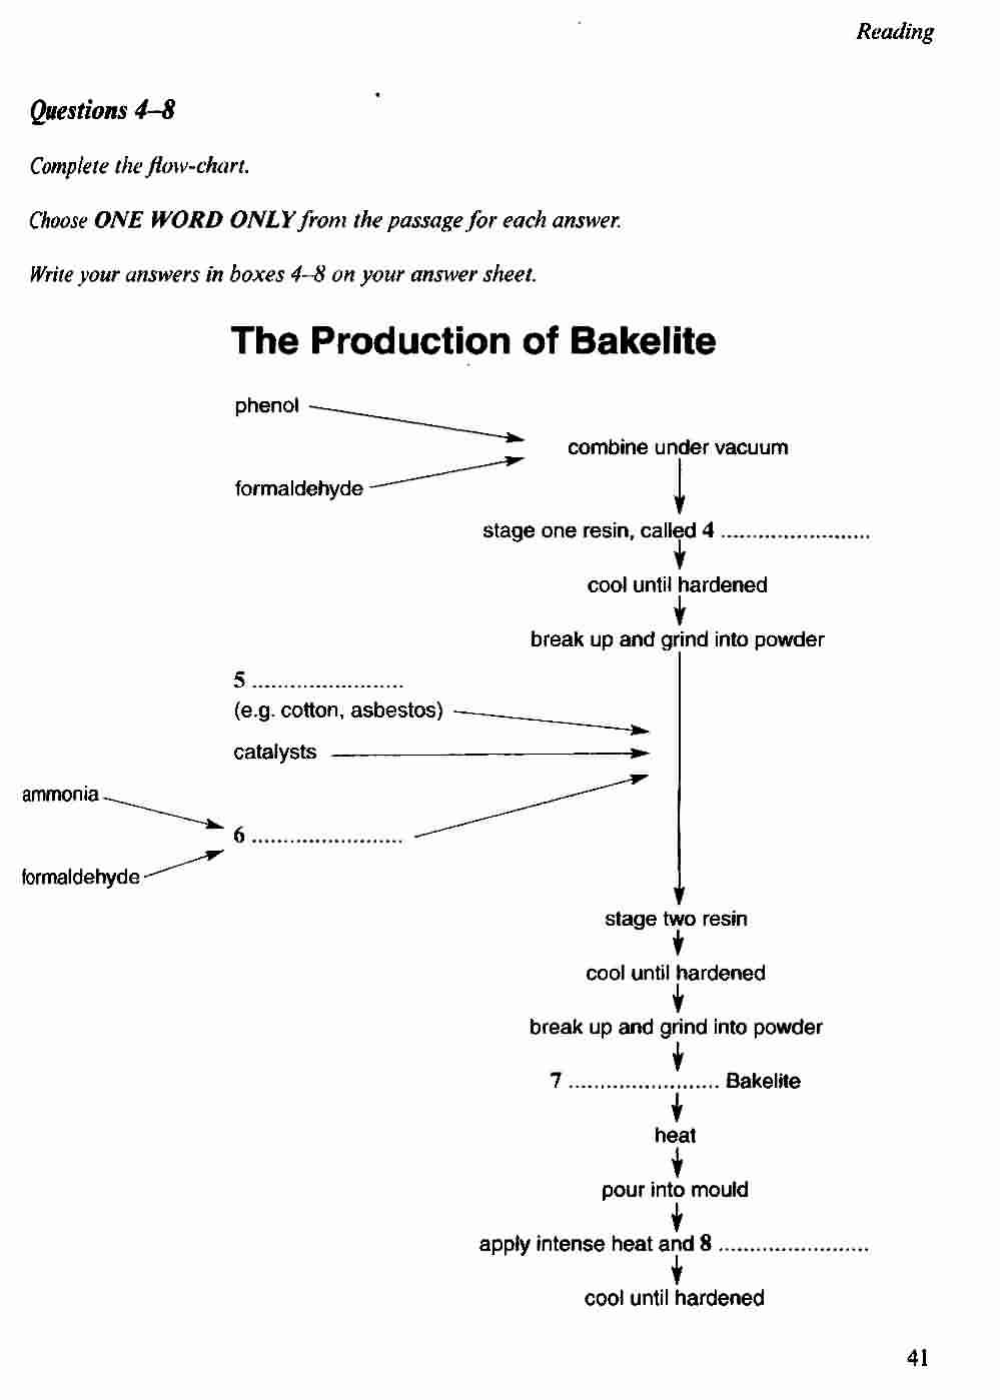 Reading
Questions 4–8
Complete the flow-chart.
Choose ONE WORD ONLY from the passage for each answer.
Write your answers in boxes 4–8 on your answer sheet.
The Production of Bakelite
phenol
combine under vacuum
formaldehyde
stage one resin, called 4 ........................
cool until hardened
break up and grind into powder
5 ........................
(e.g. cotton, asbestos)
catalysts
ammonia
6 ........................
formaldehyde
stage two resin
cool until hardened
break up and grind into powder
7 ........................ Bakelite
heat
pour into mould
apply intense heat and 8 ........................
cool until hardened
41